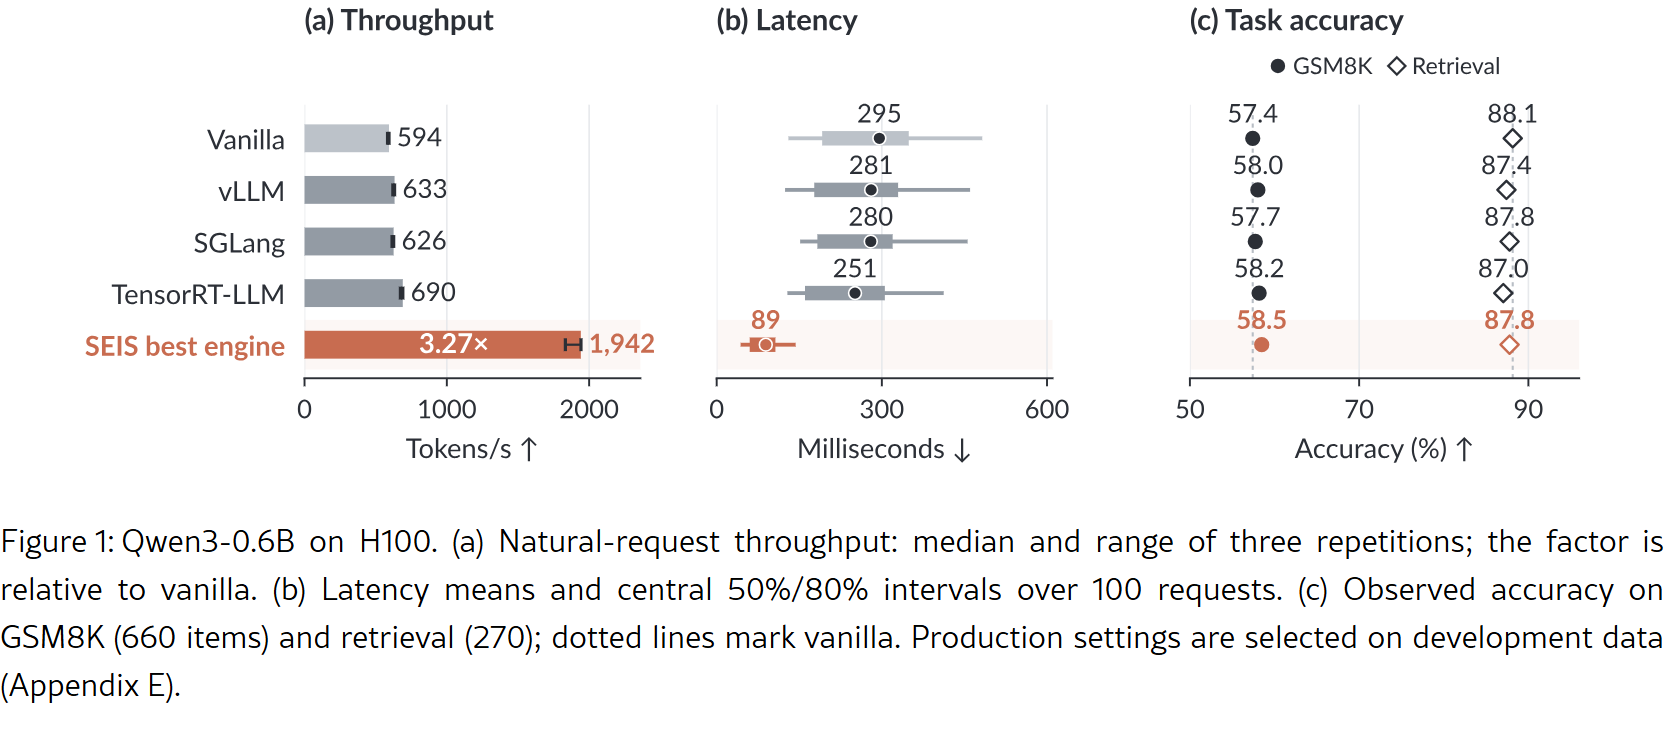 (a) Throughput
(b) Latency
(c) Task accuracy
GSM8K Retrieval
Vanilla 594 295 57.4 88.1
vLLM 633 281 58.0 87.4
SGLang 626 280 57.7 87.8
TensorRT-LLM 690 251 58.2 87.0
SEIS best engine 3.27× 1,942 89 58.5 87.8
0 1000 2000
0 300 600
50 70 90
Tokens/s ↑
Milliseconds ↓
Accuracy (%) ↑
Figure 1: Qwen3-0.6B on H100. (a) Natural-request throughput: median and range of three repetitions; the factor is
relative to vanilla. (b) Latency means and central 50%/80% intervals over 100 requests. (c) Observed accuracy on
GSM8K (660 items) and retrieval (270); dotted lines mark vanilla. Production settings are selected on development data
(Appendix E).